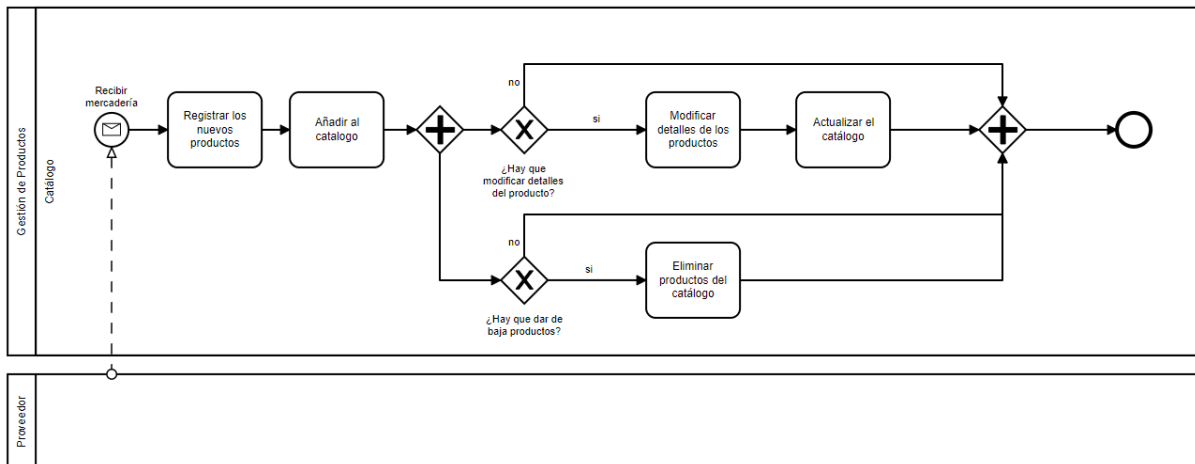 Gestión de Productos
Catálogo
Recibir
mercadería
Registrar los
nuevos
productos
Añadir al
catalogo
no
si
¿Hay que
modificar detalles
del producto?
Modificar
detalles de los
productos
Actualizar el
catálogo
no
si
¿Hay que dar de
baja productos?
Eliminar
productos del
catálogo
Proveedor